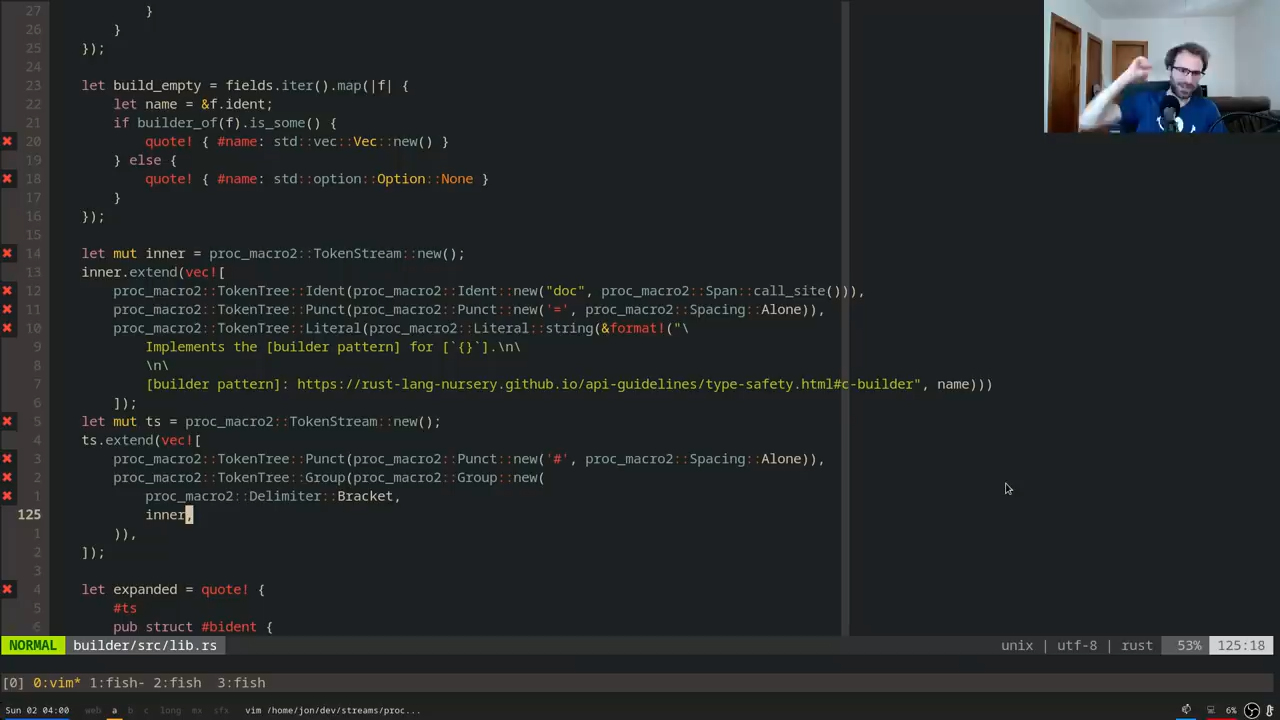 27             }
26         }
25     });
24
23     let build_empty = fields.iter().map(|f| {
22         let name = &f.ident;
21         if builder_of(f).is_some() {
✖ 20             quote! { #name: std::vec::Vec::new() }
19         } else {
✖ 18             quote! { #name: std::option::Option::None }
17         }
16     });
15
✖ 14     let mut inner = proc_macro2::TokenStream::new();
13     inner.extend(vec![
✖ 12         proc_macro2::TokenTree::Ident(proc_macro2::Ident::new("doc", proc_macro2::Span::call_site())),
✖ 11         proc_macro2::TokenTree::Punct(proc_macro2::Punct::new('=', proc_macro2::Spacing::Alone)),
✖ 10         proc_macro2::TokenTree::Literal(proc_macro2::Literal::string(&format!("\
9             Implements the [builder pattern] for [`{}`].\n\
8             \n\
7             [builder pattern]: https://rust-lang-nursery.github.io/api-guidelines/type-safety.html#c-builder", name)))
6         ]);
✖ 5     let mut ts = proc_macro2::TokenStream::new();
4     ts.extend(vec![
✖ 3         proc_macro2::TokenTree::Punct(proc_macro2::Punct::new('#', proc_macro2::Spacing::Alone)),
✖ 2         proc_macro2::TokenTree::Group(proc_macro2::Group::new(
✖ 1             proc_macro2::Delimiter::Bracket,
125             inner,
1         )),
2     ]);
3
✖ 4     let expanded = quote! {
5         #ts
6         pub struct #bident {
NORMAL builder/src/lib.rs unix | utf-8 | rust 53% 125:18
[0] 0:vim* 1:fish- 2:fish 3:fish
Sun 02 04:00 web a b c long mx sfx vim /home/jon/dev/streams/proc... 6%